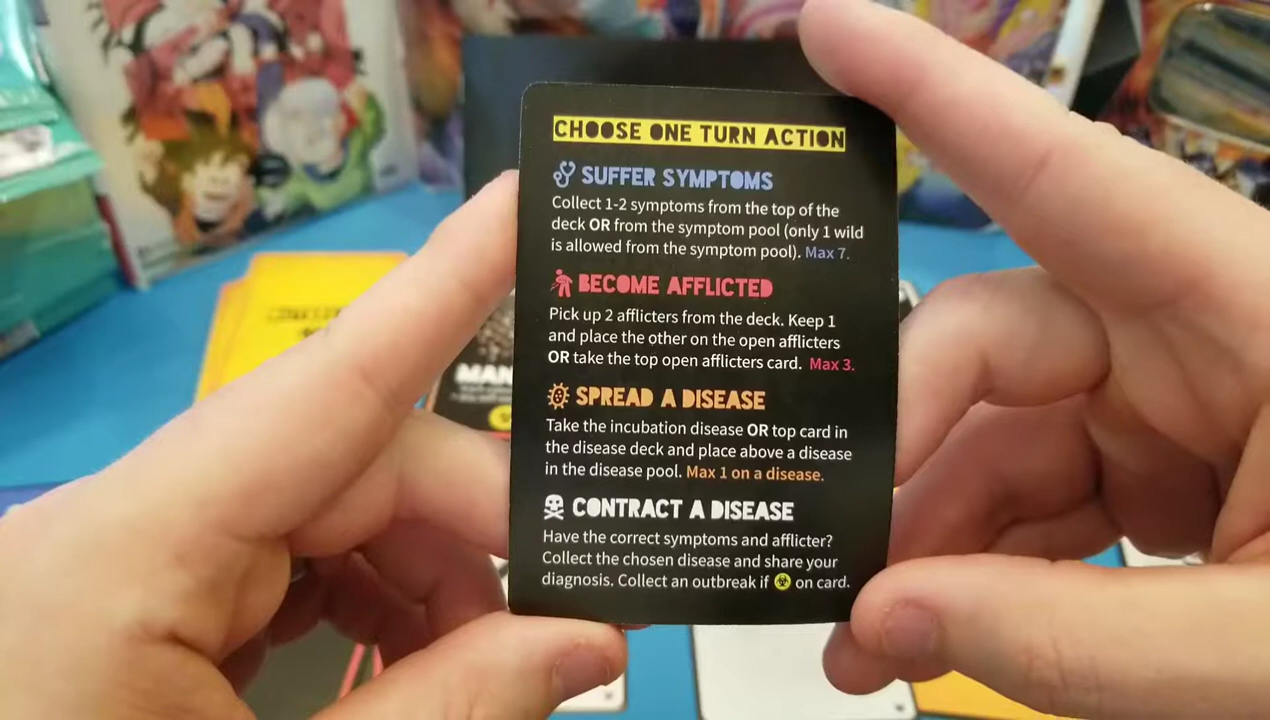 CHOOSE ONE TURN ACTION
SUFFER SYMPTOMS
Collect 1-2 symptoms from the top of the
deck OR from the symptom pool (only 1 wild
is allowed from the symptom pool). Max 7.
BECOME AFFLICTED
Pick up 2 afflicters from the deck. Keep 1
and place the other on the open afflicters
OR take the top open afflicters card. Max 3.
SPREAD A DISEASE
Take the incubation disease OR top card in
the disease deck and place above a disease
in the disease pool. Max 1 on a disease.
CONTRACT A DISEASE
Have the correct symptoms and afflicter?
Collect the chosen disease and share your
diagnosis. Collect an outbreak if on card.
MAN